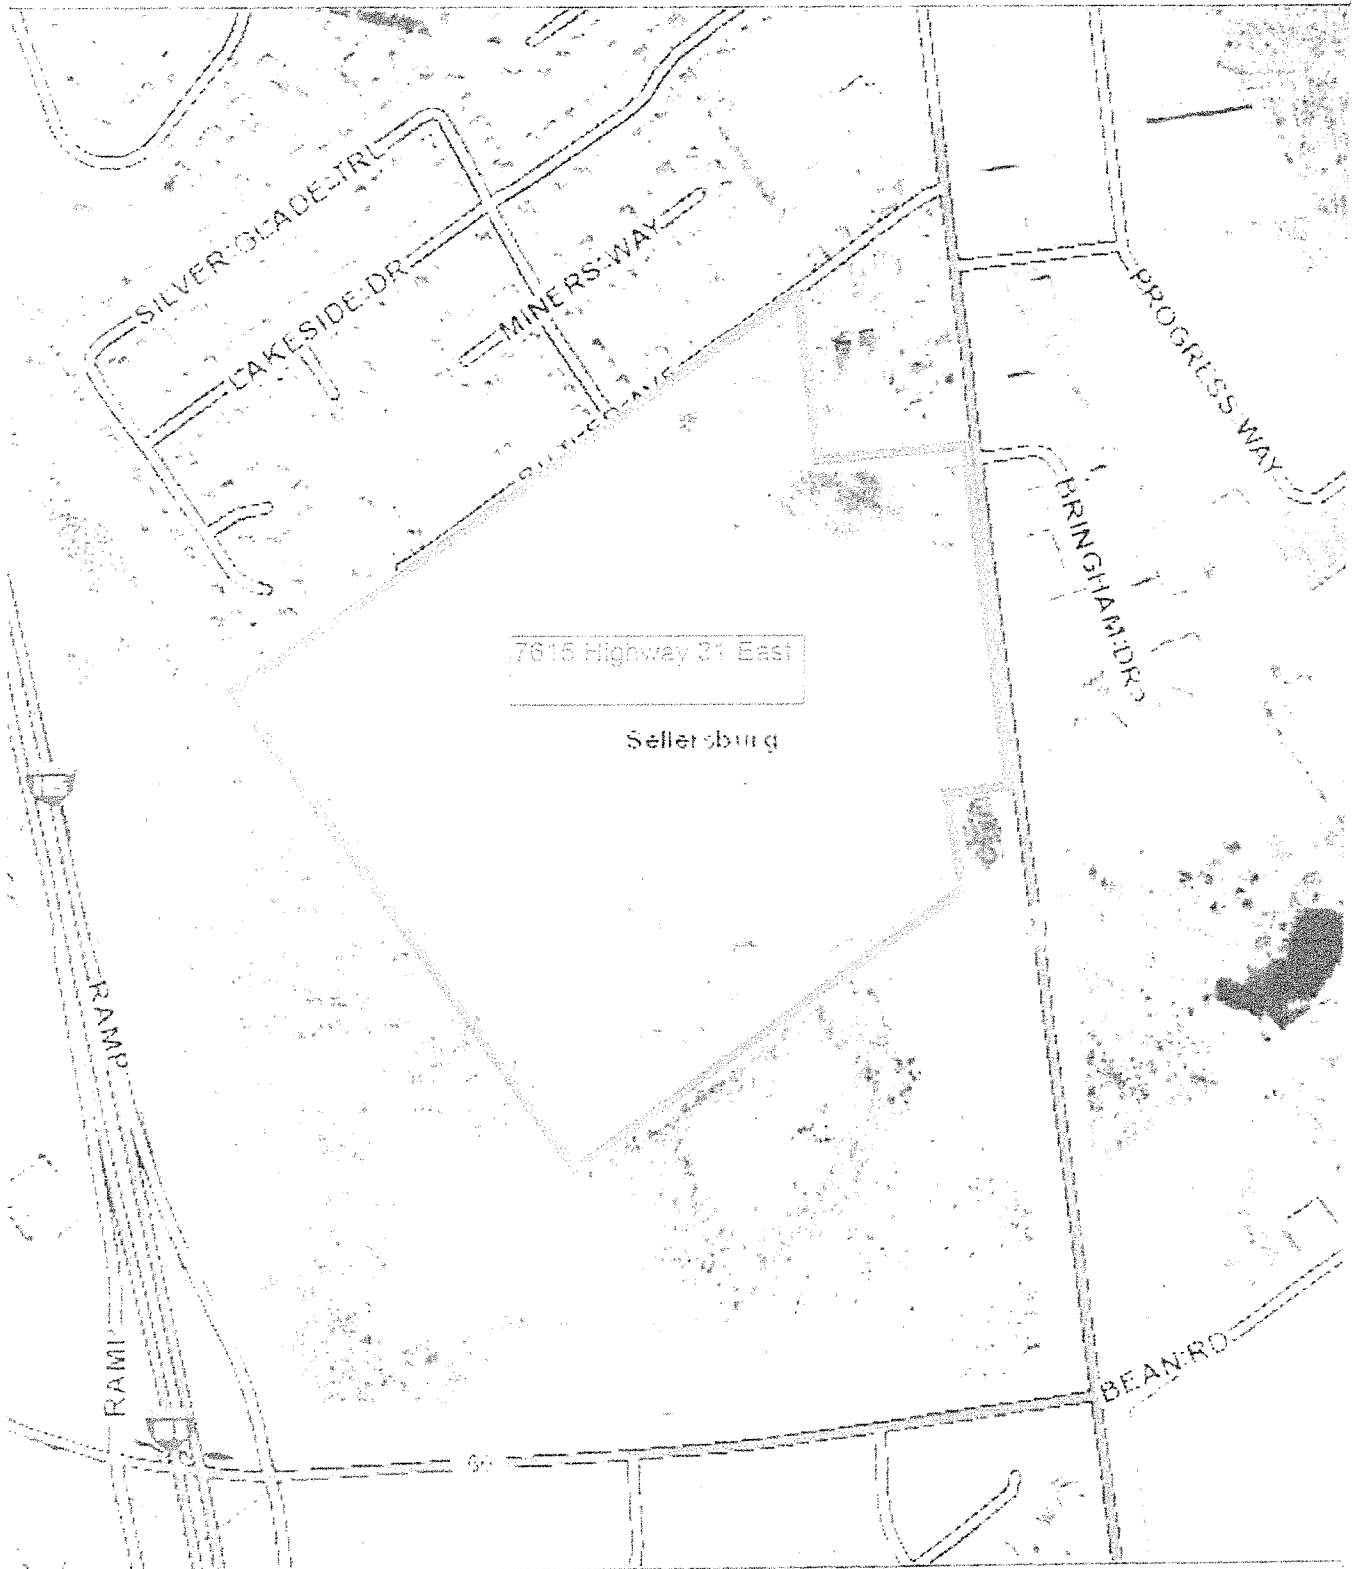 SILVER GLADE TRL
LAKESIDE DR
MINERS WAY
AVE
PROGRESS WAY
BRINGHAM DR
7615 Highway 31 East
Sellersburg
RAMP
RAMP
BEAN RD